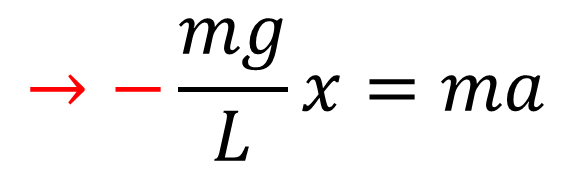 → − mg/L x = ma